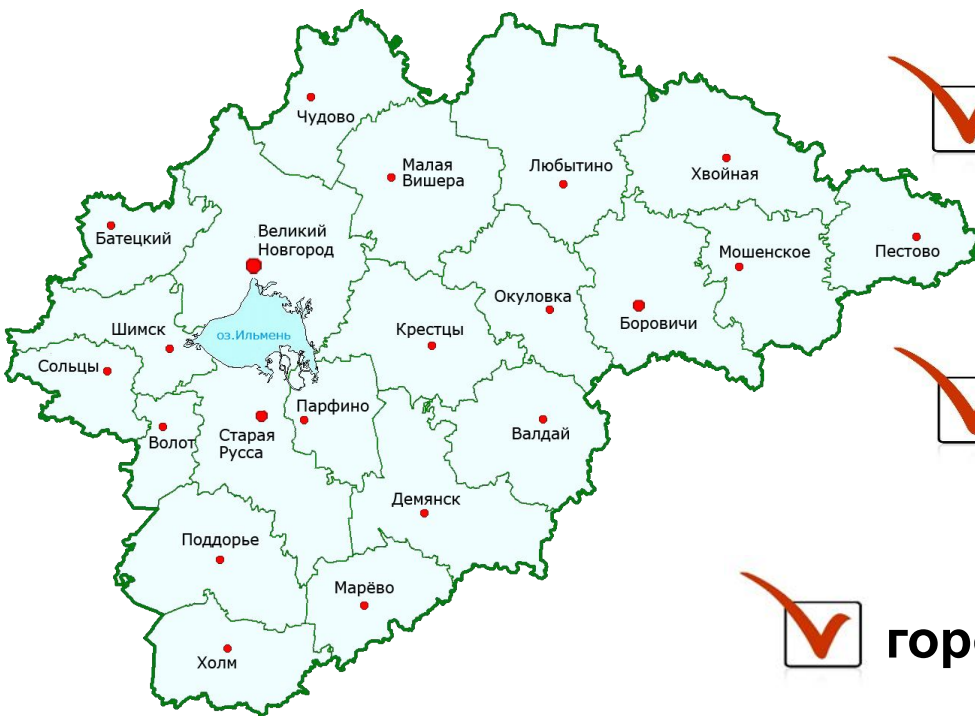 Чудово
Малая
Вишера
Любытино
Хвойная
Батецкий
Великий
Новгород
Мошенское
Пестово
Окуловка
Шимск
оз.Ильмень
Крестцы
Боровичи
Сольцы
Парфино
Волот
Старая
Русса
Валдай
Демянск
Поддорье
Марёво
Холм